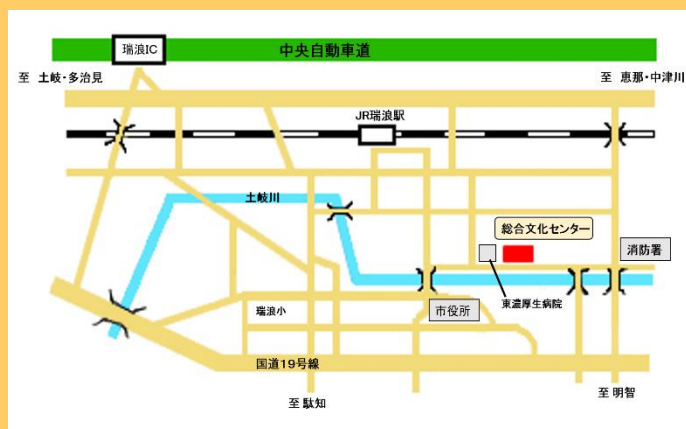 瑞浪IC
中央自動車道
至 土岐・多治見
至 恵那・中津川
JR瑞浪駅
土岐川
総合文化センター
消防署
東濃厚生病院
市役所
瑞浪小
国道19号線
至 明智
至 駄知